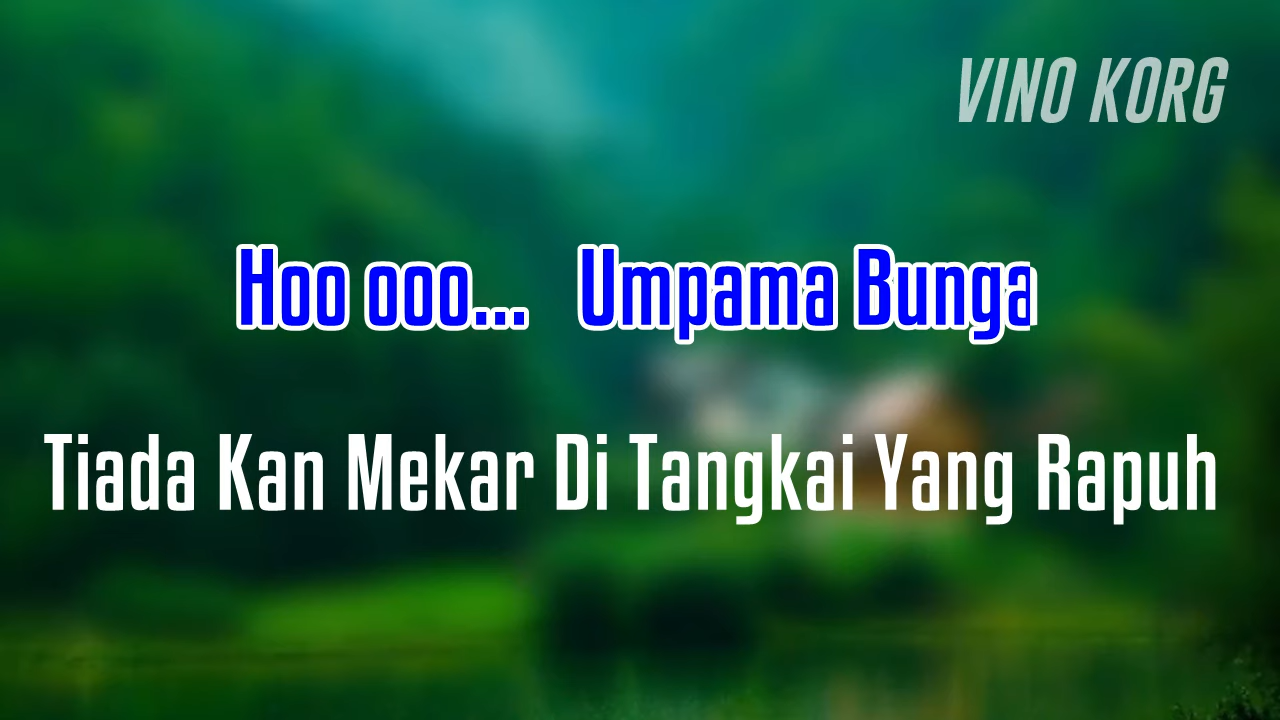 VINO KORG
Hoo ooo... Umpama Bunga
Tiada Kan Mekar Di Tangkai Yang Rapuh